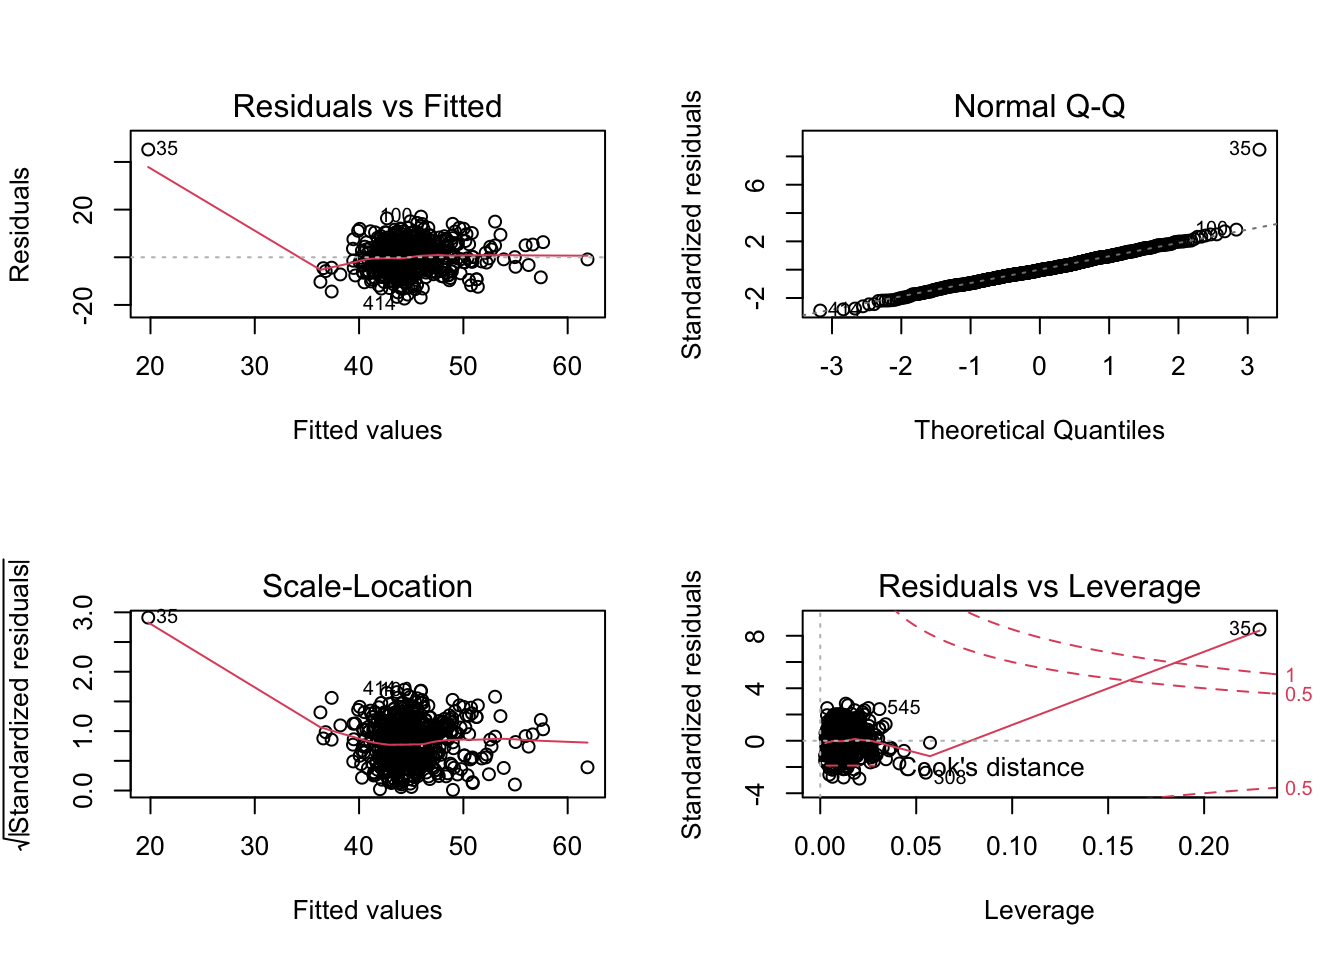 Residuals vs Fitted
Residuals
20
-20
35
100
414
20 30 40 50 60
Fitted values
Normal Q-Q
Standardized residuals
6
2
-2
35
100
414
-3 -2 -1 0 1 2 3
Theoretical Quantiles
Scale-Location
√|Standardized residuals|
3.0
2.0
1.0
0.0
35
414
20 30 40 50 60
Fitted values
Residuals vs Leverage
Standardized residuals
8
4
0
-4
35
545
308
Cook's distance
1
0.5
0.5
0.00 0.05 0.10 0.15 0.20
Leverage